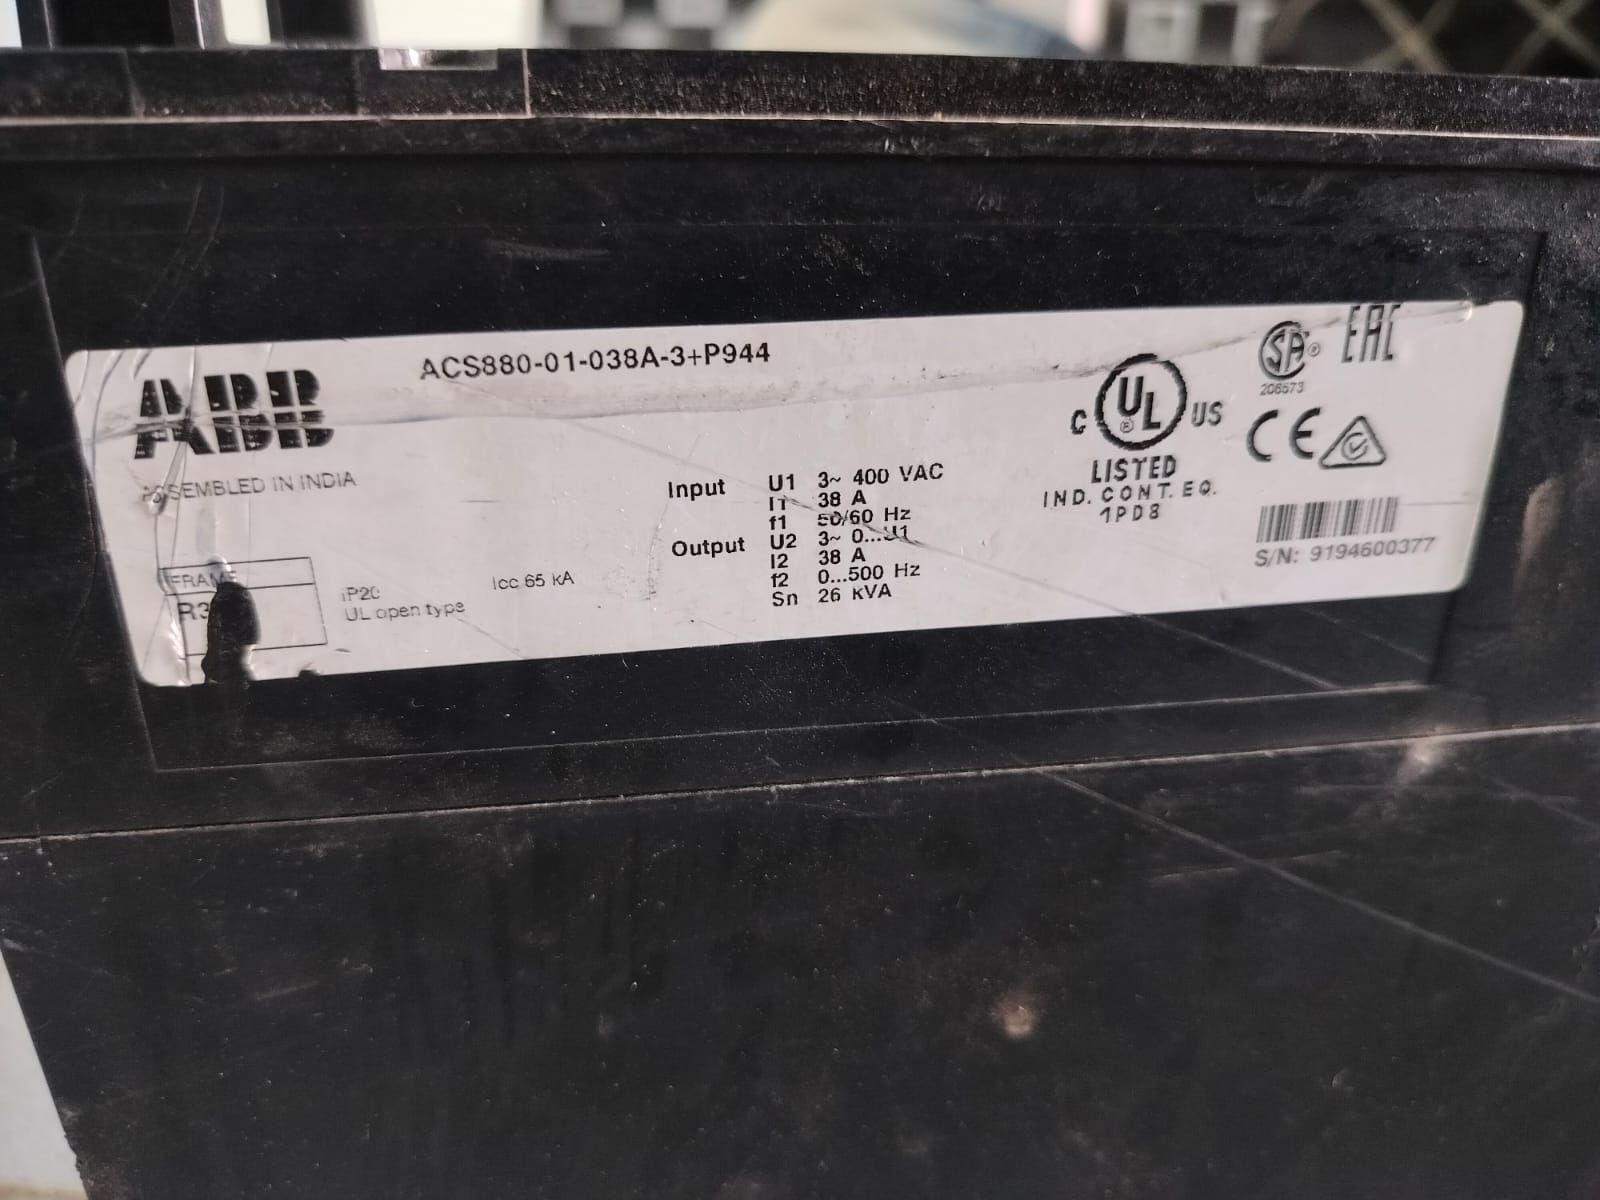 ACS880-01-038A-3+P944
ABB
ASSEMBLED IN INDIA
FRAME
R3
IP20
UL open type
Icc 65 kA
Input U1 3~ 400 VAC
I1 38 A
f1 50/60 Hz
Output U2 3~ 0...U1
I2 38 A
f2 0...500 Hz
Sn 26 kVA
C UL US
®
LISTED
IND. CONT. EQ.
1PD8
SA ®
206573
EAC
CE
S/N: 9194600377